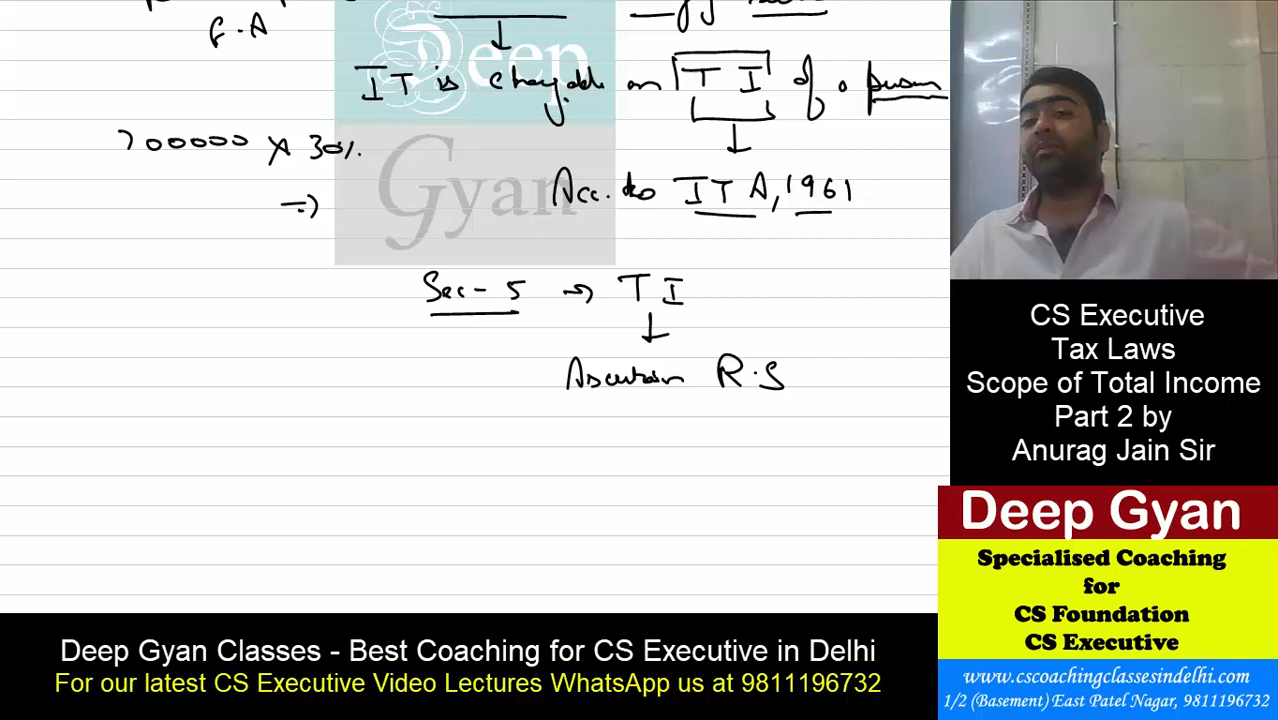 F.A
Deep
IT is chargeable on TI of a person
700000 X 30%.
Gyan
Acc. to ITA, 1961
Sec- 5 → TI
Ascertain R.S
CS Executive
Tax Laws
Scope of Total Income
Part 2 by
Anurag Jain Sir
Deep Gyan
Specialised Coaching
for
CS Foundation
CS Executive
www.cscoachingclassesindelhi.com
1/2 (Basement) East Patel Nagar, 9811196732
Deep Gyan Classes - Best Coaching for CS Executive in Delhi
For our latest CS Executive Video Lectures WhatsApp us at 9811196732